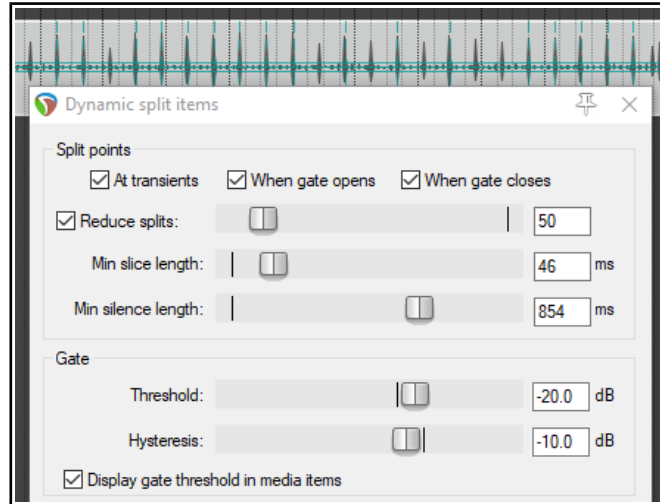 Dynamic split items
Split points
At transients When gate opens When gate closes
Reduce splits: 50
Min slice length: 46 ms
Min silence length: 854 ms
Gate
Threshold: -20.0 dB
Hysteresis: -10.0 dB
Display gate threshold in media items